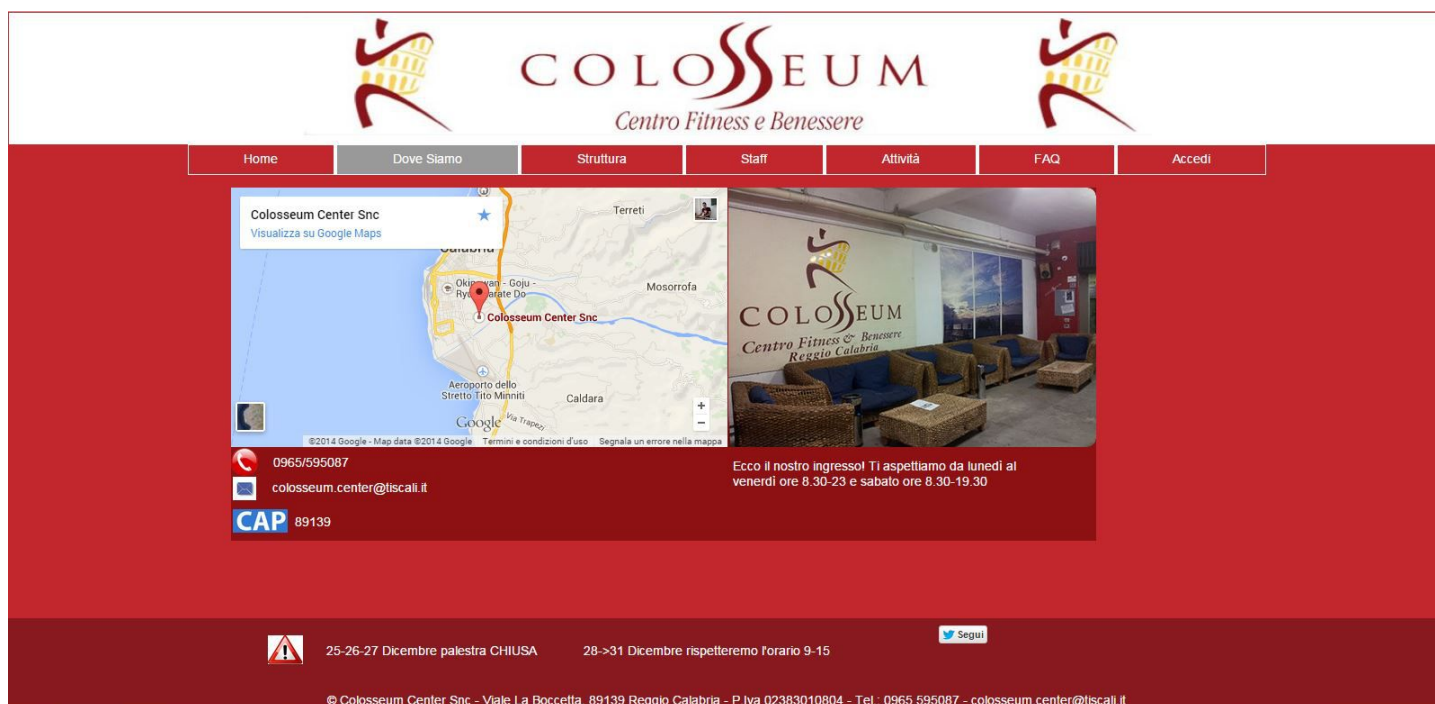 COLOSSEUM
Centro Fitness e Benessere
Home
Dove Siamo
Struttura
Staff
Attività
FAQ
Accedi
Colosseum Center Snc
Visualizza su Google Maps
Calabria
Terreti
Mosorrofa
Colosseum Center Snc
Aeroporto dello
Stretto Tito Minniti
Caldara
Via Trapezi
Google
©2014 Google - Map data ©2014 Google
Termini e condizioni d'uso
Segnala un errore nella mappa
COLOSSEUM
Centro Fitness & Benessere
Reggio Calabria
0965/595087
colosseum.center@tiscali.it
CAP 89139
Ecco il nostro ingresso! Ti aspettiamo da lunedì al
venerdì ore 8.30-23 e sabato ore 8.30-19.30
Segui
25-26-27 Dicembre palestra CHIUSA
28->31 Dicembre rispetteremo l'orario 9-15
© Colosseum Center Snc - Viale La Boccetta, 89139 Reggio Calabria - P.Iva 02383010804 - Tel.: 0965 595087 - colosseum.center@tiscali.it